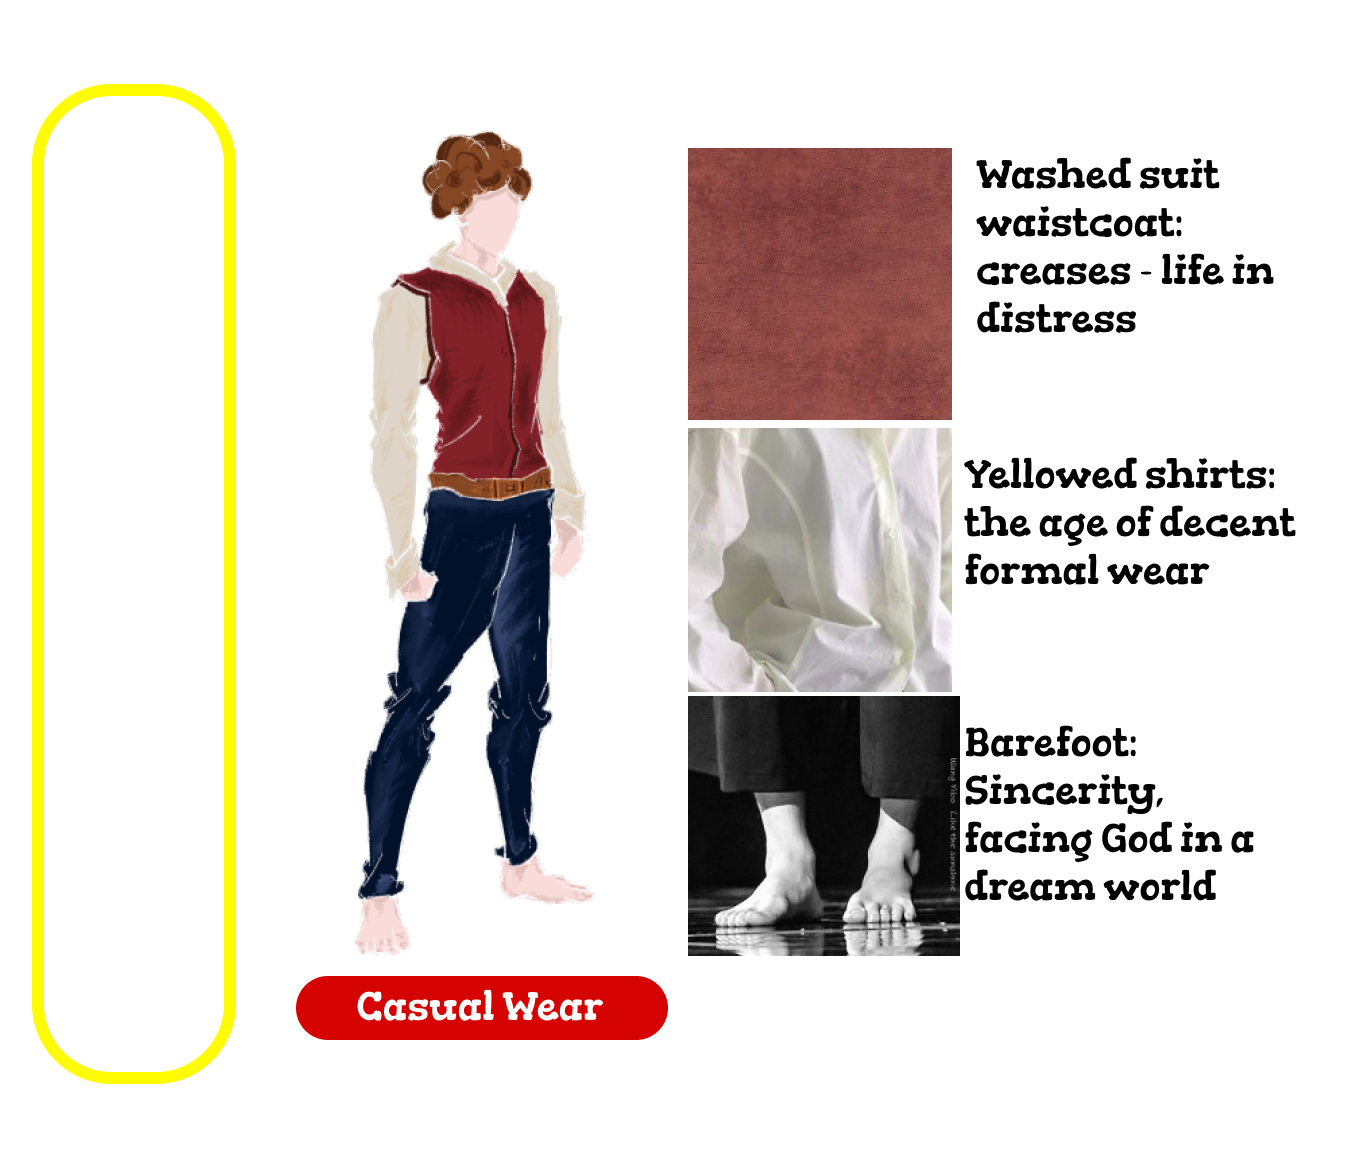 Washed suit
waistcoat:
creases - life in
distress
Yellowed shirts:
the age of decent
formal wear
Barefoot:
Sincerity,
facing God in a
dream world
Casual Wear